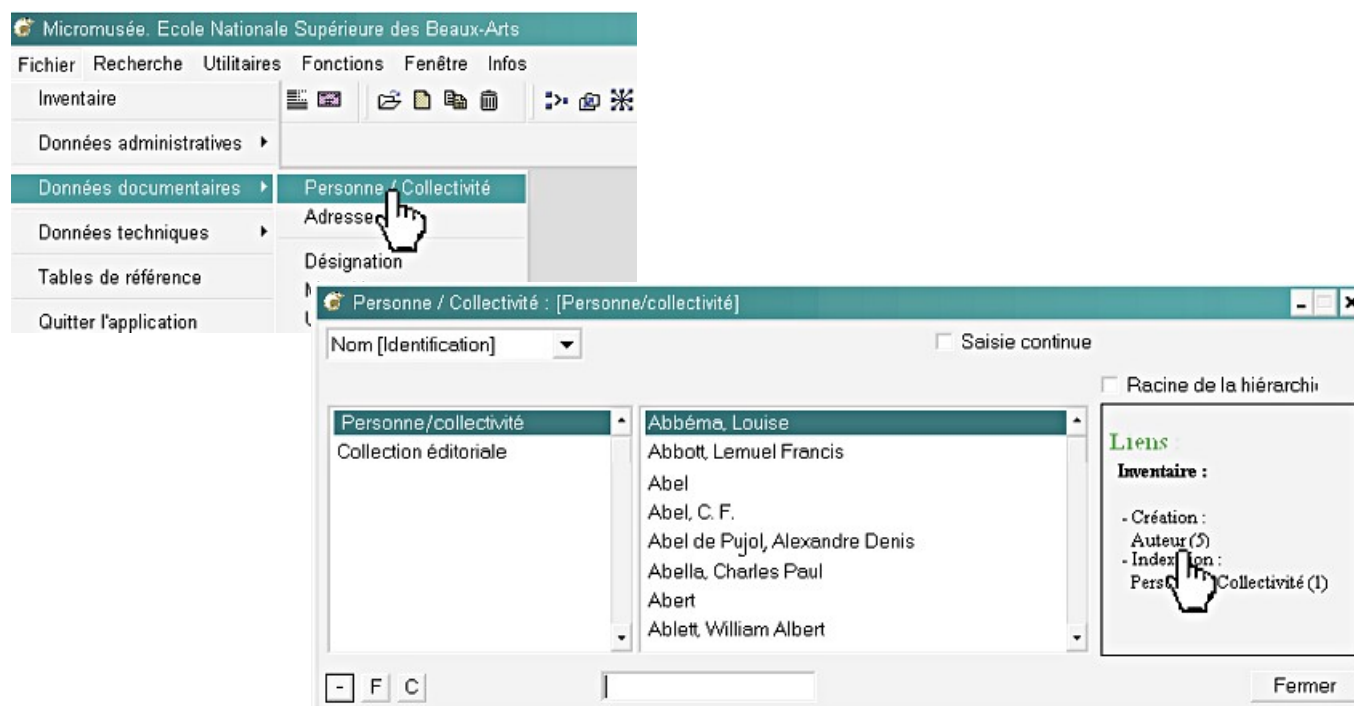 Micromusée. Ecole Nationale Supérieure des Beaux-Arts
Fichier Recherche Utilitaires Fonctions Fenêtre Infos
Inventaire
Données administratives
Données documentaires
Personne / Collectivité
Adresse
Données techniques
Désignation
Tables de référence
Quitter l'application
Personne / Collectivité : [Personne/collectivité]
Nom [Identification]
Saisie continue
Racine de la hiérarchi
Personne/collectivité
Collection éditoriale
Abbéma, Louise
Abbott, Lemuel Francis
Abel
Abel, C. F.
Abel de Pujol, Alexandre Denis
Abella, Charles Paul
Abert
Ablett, William Albert
Liens :
Inventaire :
- Création :
Auteur (5)
- Index ion :
Pers Collectivité (1)
- F C
Fermer